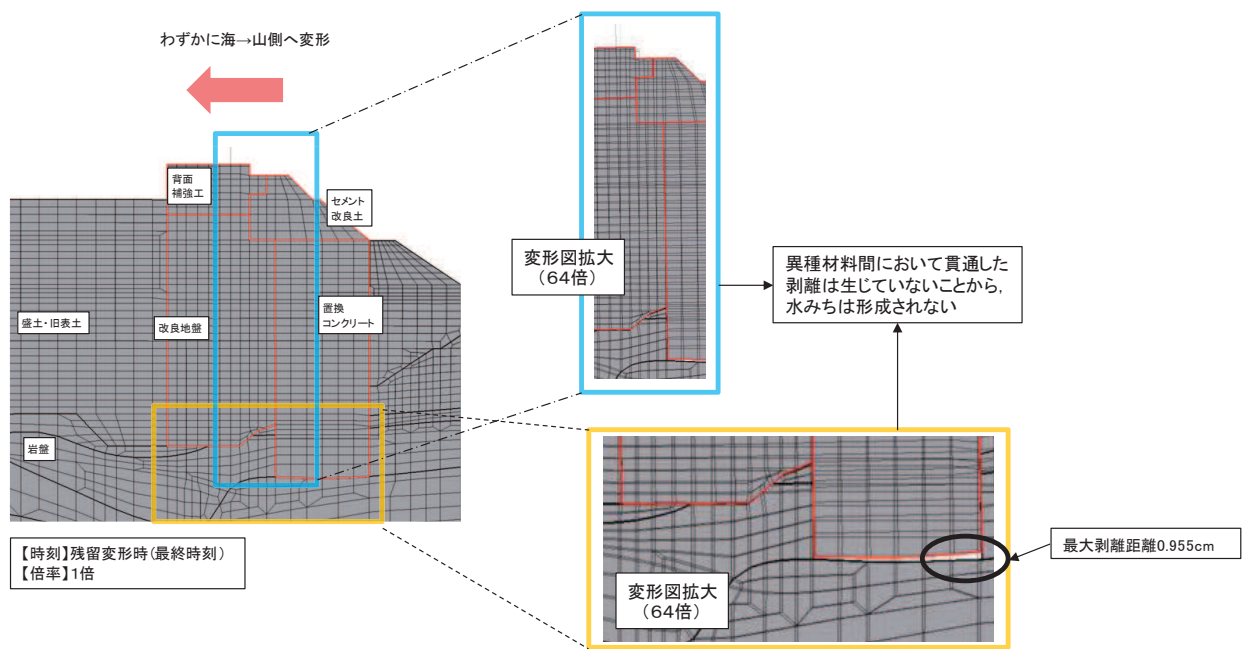 わずかに海→山側へ変形
背面
補強工
セメント
改良土
盛土・旧表土
改良地盤
置換
コンクリート
岩盤
【時刻】残留変形時(最終時刻)
【倍率】1倍
変形図拡大
(64倍)
異種材料間において貫通した
剥離は生じていないことから,
水みちは形成されない
変形図拡大
(64倍)
最大剥離距離0.955cm